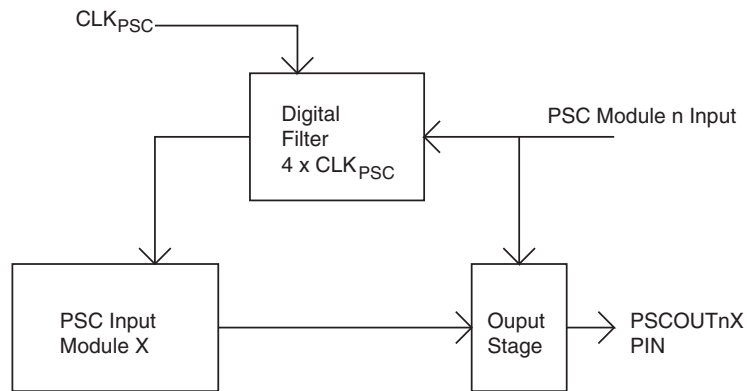 CLKPSC
Digital
Filter
4 x CLKPSC
PSC Module n Input
PSC Input
Module X
Ouput
Stage
PSCOUTnX
PIN